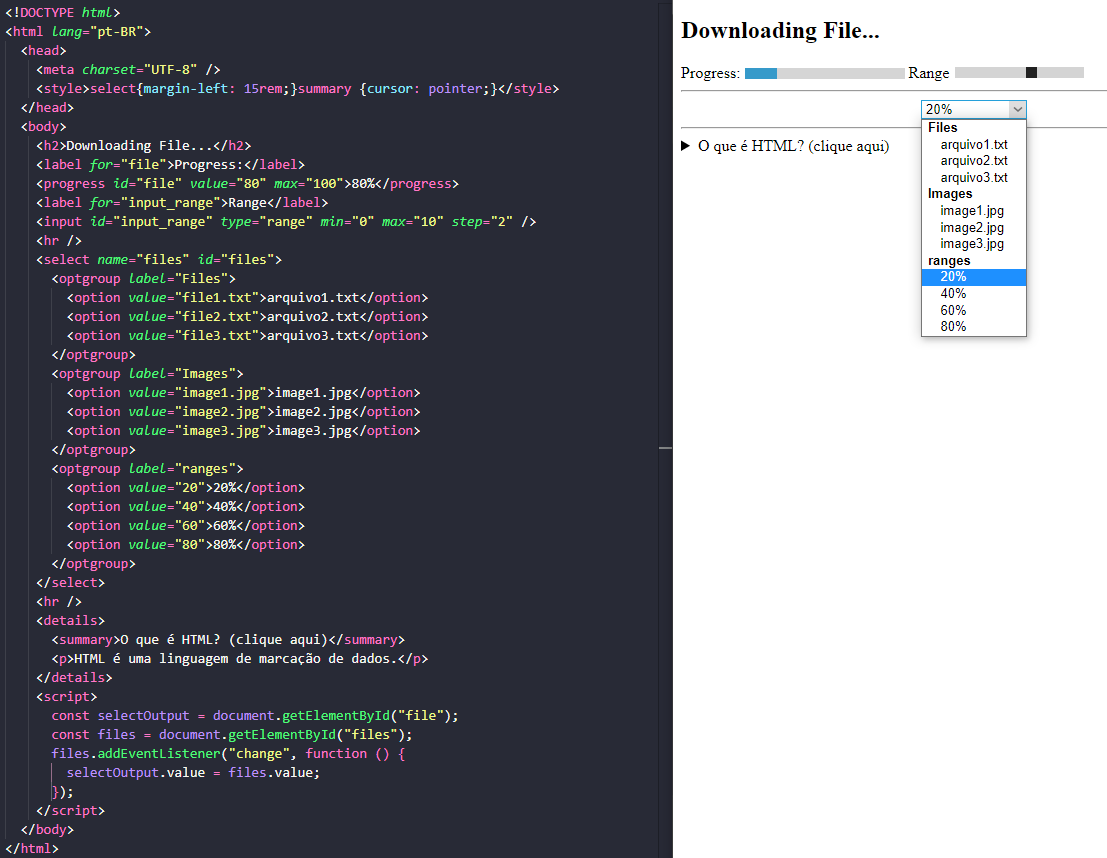 <!DOCTYPE html>
<html lang="pt-BR">
<head>
<meta charset="UTF-8" />
<style>select{margin-left: 15rem;}summary {cursor: pointer;}</style>
</head>
<body>
<h2>Downloading File...</h2>
<label for="file">Progress:</label>
<progress id="file" value="80" max="100">80%</progress>
<label for="input_range">Range</label>
<input id="input_range" type="range" min="0" max="10" step="2" />
<hr />
<select name="files" id="files">
<optgroup label="Files">
<option value="file1.txt">arquivo1.txt</option>
<option value="file2.txt">arquivo2.txt</option>
<option value="file3.txt">arquivo3.txt</option>
</optgroup>
<optgroup label="Images">
<option value="image1.jpg">image1.jpg</option>
<option value="image2.jpg">image2.jpg</option>
<option value="image3.jpg">image3.jpg</option>
</optgroup>
<optgroup label="ranges">
<option value="20">20%</option>
<option value="40">40%</option>
<option value="60">60%</option>
<option value="80">80%</option>
</optgroup>
</select>
<hr />
<details>
<summary>O que é HTML? (clique aqui)</summary>
<p>HTML é uma linguagem de marcação de dados.</p>
</details>
<script>
const selectOutput = document.getElementById("file");
const files = document.getElementById("files");
files.addEventListener("change", function () {
selectOutput.value = files.value;
});
</script>
</body>
</html>
Downloading File...
Progress: Range
20%
Files
arquivo1.txt
arquivo2.txt
arquivo3.txt
Images
image1.jpg
image2.jpg
image3.jpg
ranges
20%
40%
60%
80%
O que é HTML? (clique aqui)